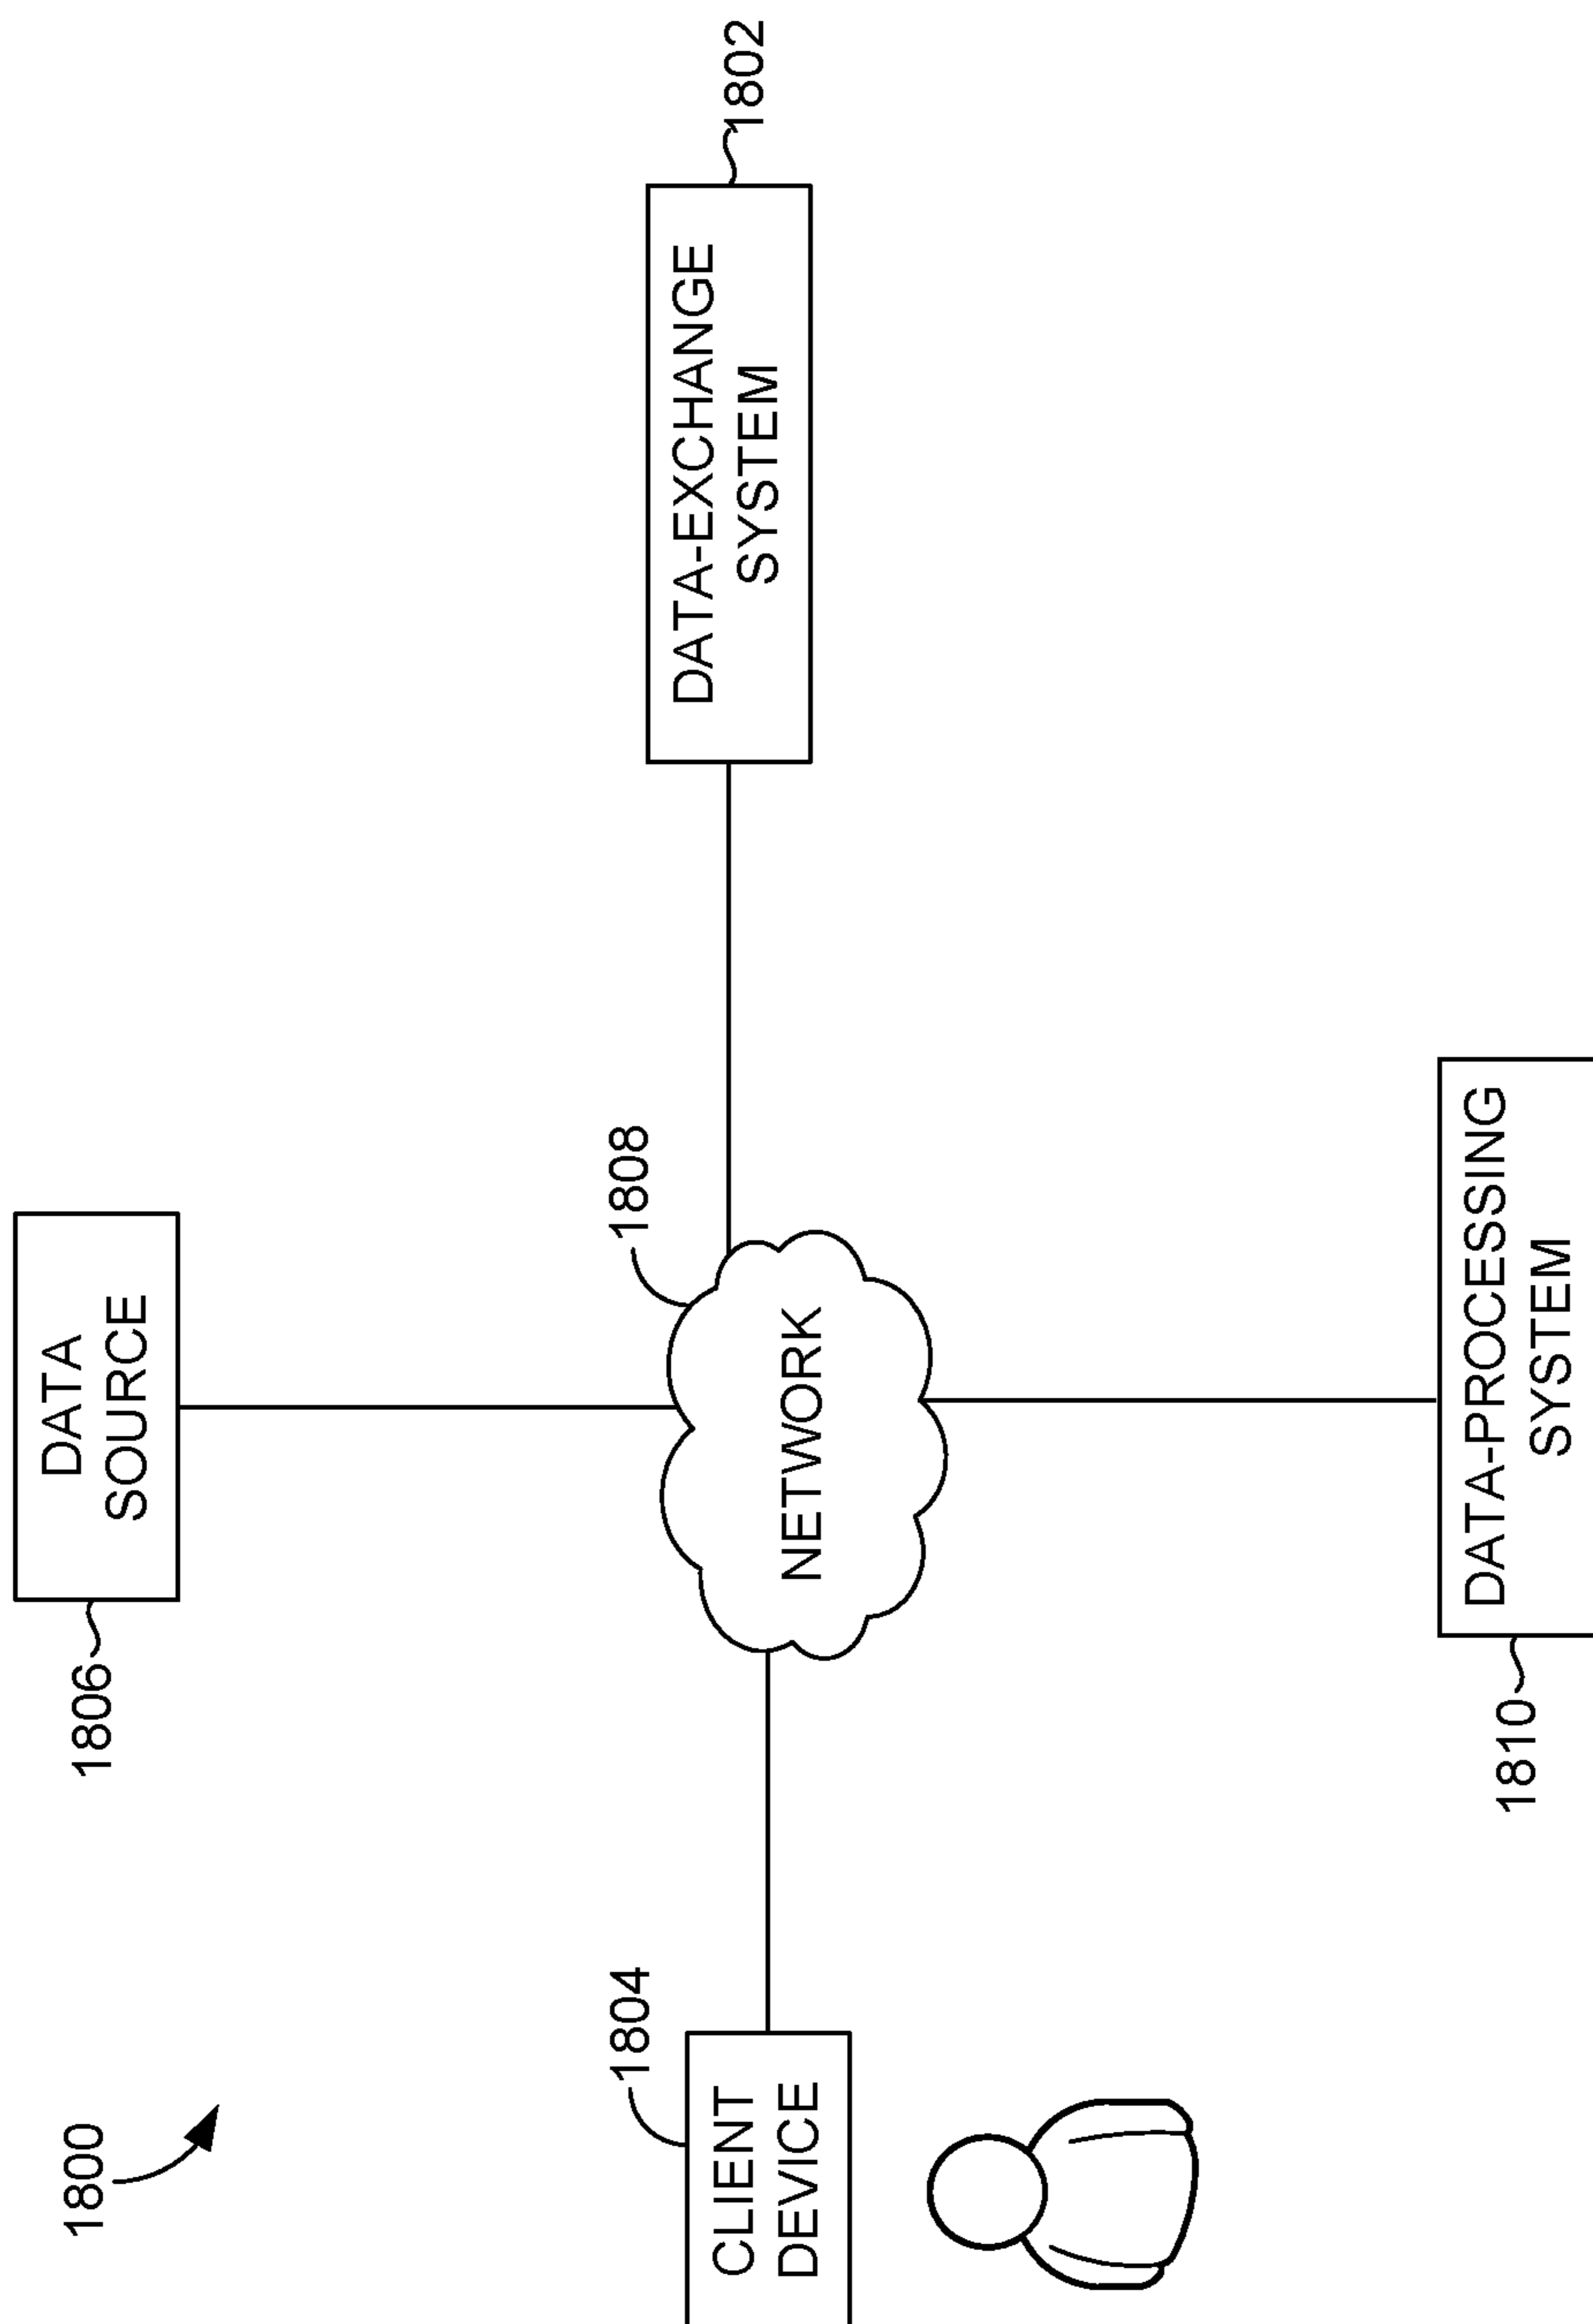 1800
DATA
SOURCE
1806
1804
1808
CLIENT
DEVICE
NETWORK
DATA-EXCHANGE
SYSTEM
1802
DATA-PROCESSING
SYSTEM
1810